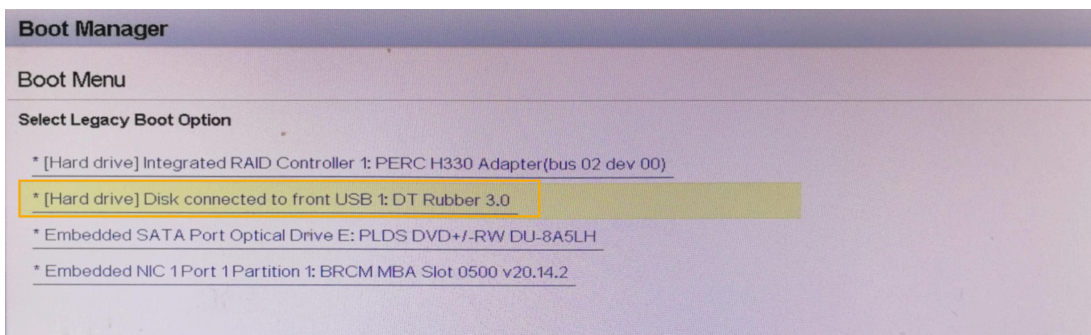 Boot Manager
Boot Menu
Select Legacy Boot Option
* [Hard drive] Integrated RAID Controller 1: PERC H330 Adapter(bus 02 dev 00)
* [Hard drive] Disk connected to front USB 1: DT Rubber 3.0
* Embedded SATA Port Optical Drive E: PLDS DVD+/-RW DU-8A5LH
* Embedded NIC 1 Port 1 Partition 1: BRCM MBA Slot 0500 v20.14.2